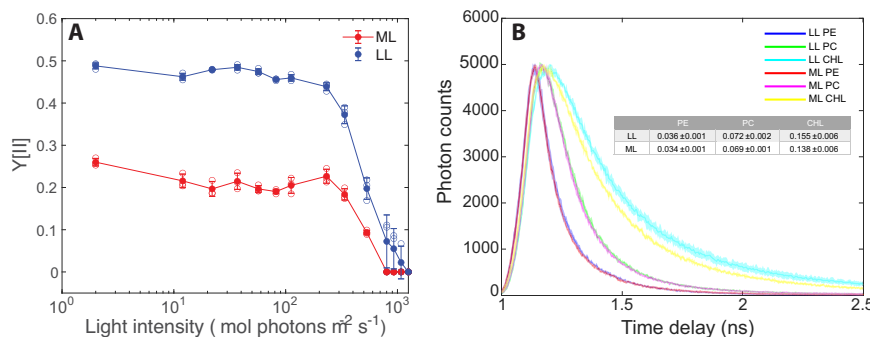 A
ML
LL
0.6
0.5
0.4
0.3
0.2
0.1
0
Y[II]
10⁰ 10¹ 10² 10³
Light intensity ( mol photons m² s⁻¹)
B
7000
6000
5000
4000
3000
2000
1000
0
Photon counts
LL PE
LL PC
LL CHL
ML PE
ML PC
ML CHL
PE PC CHL
LL 0.036 ±0.001 0.072 ±0.002 0.155 ±0.006
ML 0.034 ±0.001 0.069 ±0.001 0.138 ±0.006
1 1.5 2 2.5
Time delay (ns)